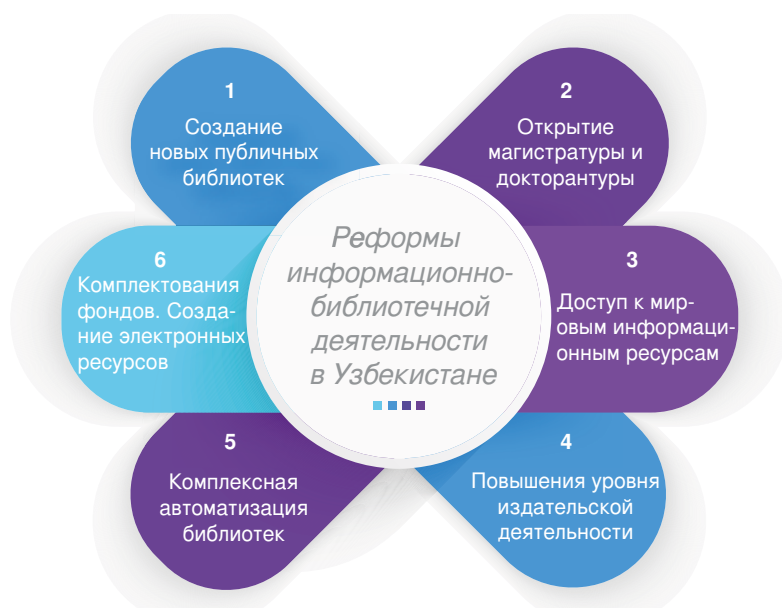 Реформы
информационно-
библиотечной
деятельности
в Узбекистане
1
Создание
новых публичных
библиотек
2
Открытие
магистратуры и
докторантуры
3
Доступ к мир-
овым информаци-
онным ресурсам
4
Повышения уровня
издательской
деятельности
5
Комплексная
автоматизация
библиотек
6
Комплектования
фондов. Созда-
ние электронных
ресурсов